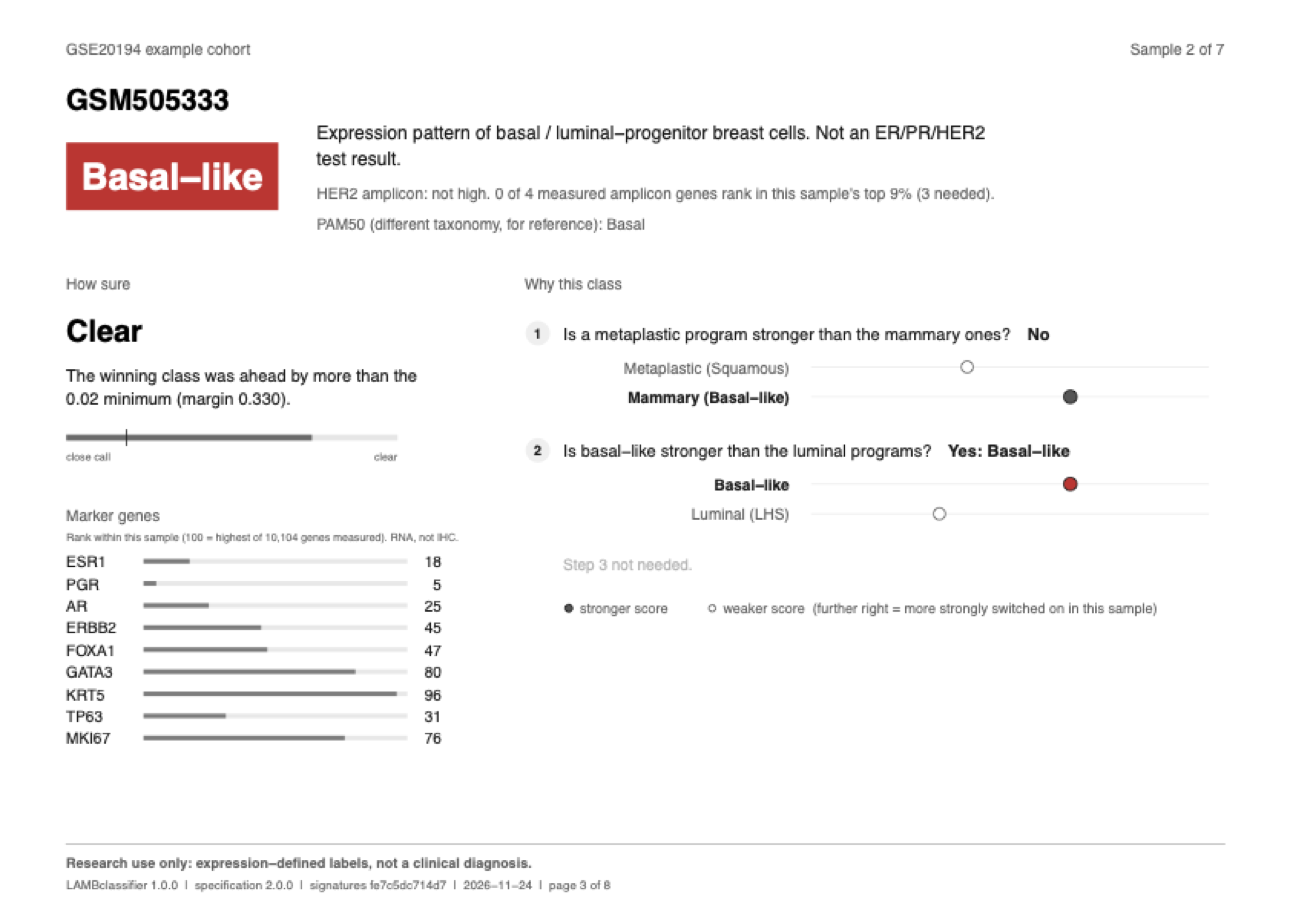 GSE20194 example cohort
Sample 2 of 7
GSM505333
Basal–like
Expression pattern of basal / luminal–progenitor breast cells. Not an ER/PR/HER2
test result.
HER2 amplicon: not high. 0 of 4 measured amplicon genes rank in this sample's top 9% (3 needed).
PAM50 (different taxonomy, for reference): Basal
How sure
Clear
The winning class was ahead by more than the
0.02 minimum (margin 0.330).
close call
clear
Marker genes
Rank within this sample (100 = highest of 10,104 genes measured). RNA, not IHC.
ESR1 18
PGR 5
AR 25
ERBB2 45
FOXA1 47
GATA3 80
KRT5 96
TP63 31
MKI67 76
Why this class
1 Is a metaplastic program stronger than the mammary ones? No
Metaplastic (Squamous)
Mammary (Basal–like)
2 Is basal–like stronger than the luminal programs? Yes: Basal–like
Basal–like
Luminal (LHS)
Step 3 not needed.
stronger score
weaker score (further right = more strongly switched on in this sample)
Research use only: expression–defined labels, not a clinical diagnosis.
LAMBclassifier 1.0.0 | specification 2.0.0 | signatures fe7c5dc714d7 | 2026–11–24 | page 3 of 8